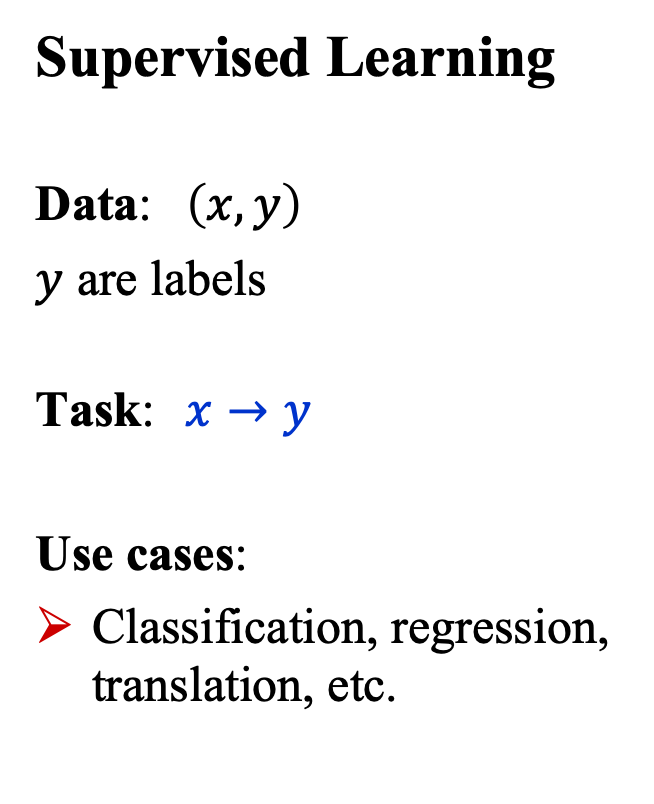 Supervised Learning
Data: (x, y)
y are labels
Task: x → y
Use cases:
➢ Classification, regression,
translation, etc.